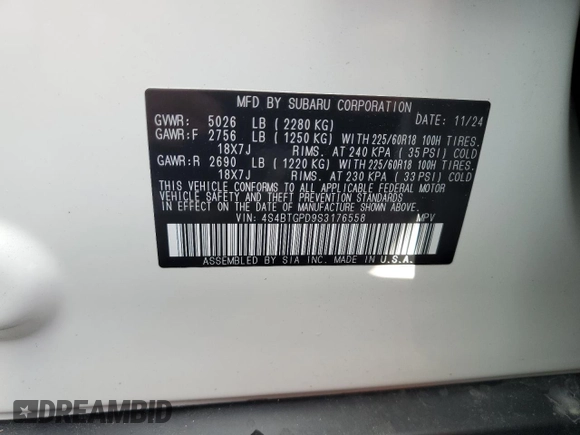 MFD BY SUBARU CORPORATION
GVWR: 5026 LB ( 2280 KG) DATE: 11/24
GAWR:F 2756 LB ( 1250 KG) WITH 225/60R18 100H TIRES.
18X7J RIMS. AT 240 KPA ( 35 PSI) COLD
GAWR:R 2690 LB ( 1220 KG) WITH 225/60R18 100H TIRES.
18X7J RIMS. AT 230 KPA ( 33 PSI) COLD
THIS VEHICLE CONFORMS TO ALL APPLICABLE FEDERAL MOTOR
VEHICLE SAFETY AND THEFT PREVENTION STANDARDS
IN EFFECT ON THE DATE OF MANUFACTURE SHOWN ABOVE.
VIN: 4S4BTGPD9S3176558 MPV
ASSEMBLED BY SIA INC. MADE IN U.S.A.
DREAMBID